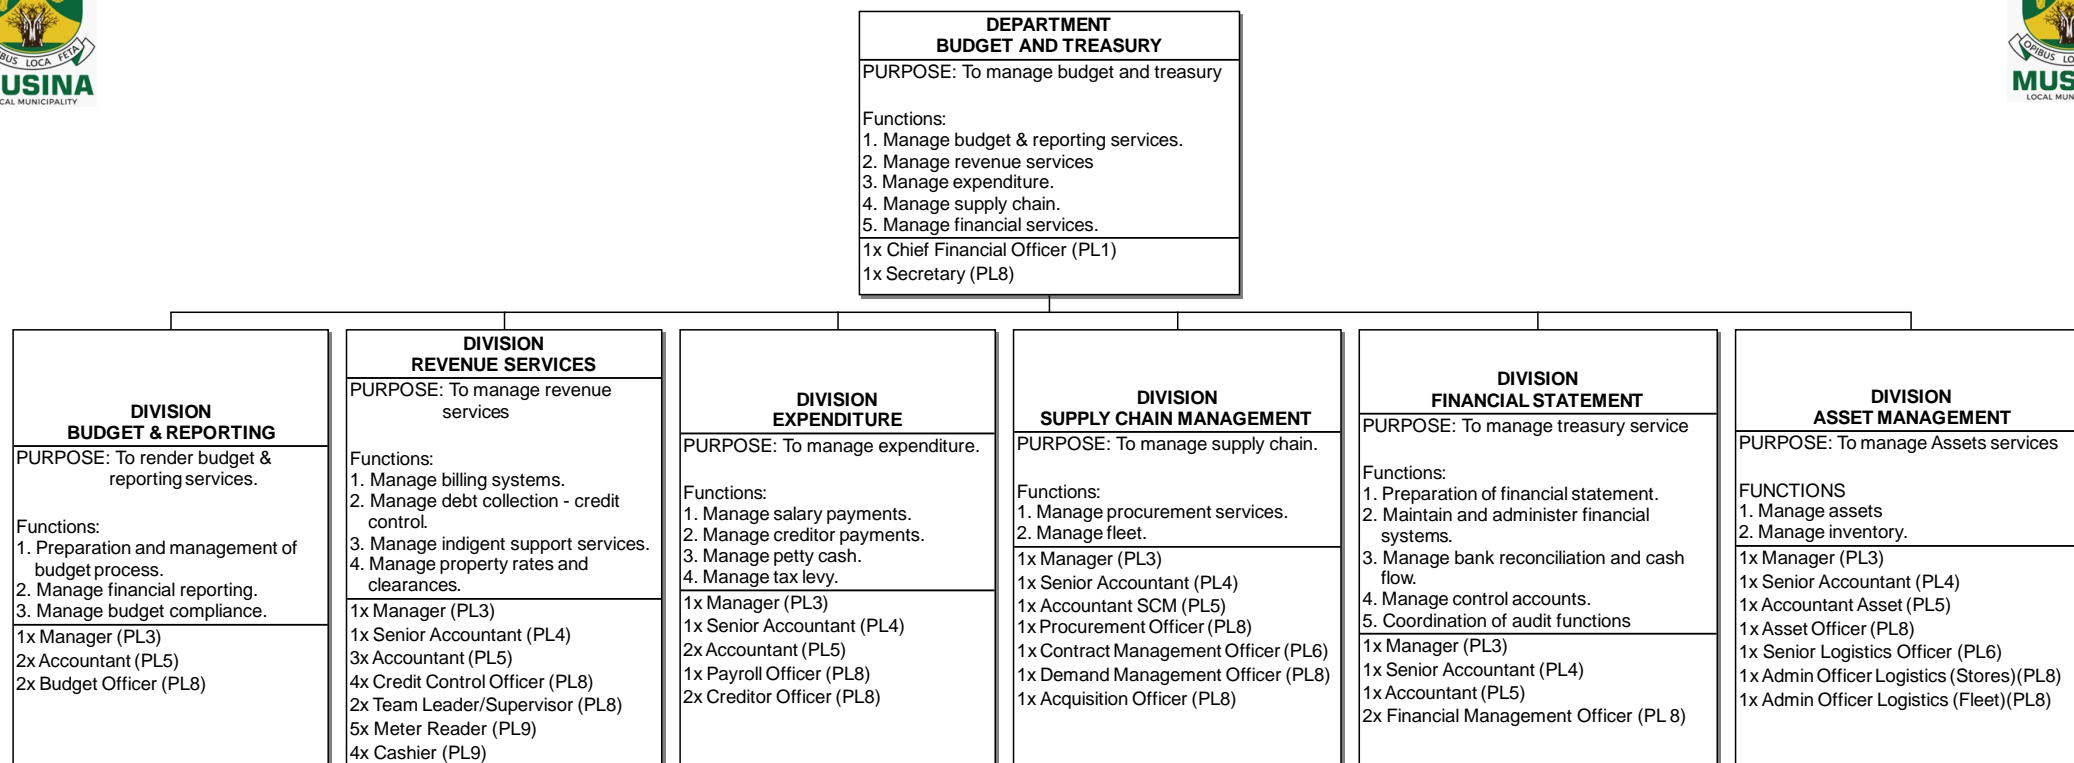 BUS LOCA FETA
USINA
CAL MUNICIPALITY
OPIBUS LO
MUS
LOCAL MUN
DEPARTMENT
BUDGET AND TREASURY
PURPOSE: To manage budget and treasury
Functions:
1. Manage budget & reporting services.
2. Manage revenue services
3. Manage expenditure.
4. Manage supply chain.
5. Manage financial services.
1x Chief Financial Officer (PL1)
1x Secretary (PL8)
DIVISION
BUDGET & REPORTING
PURPOSE: To render budget &
reporting services.
Functions:
1. Preparation and management of
budget process.
2. Manage financial reporting.
3. Manage budget compliance.
1x Manager (PL3)
2x Accountant (PL5)
2x Budget Officer (PL8)
DIVISION
REVENUE SERVICES
PURPOSE: To manage revenue
services
Functions:
1. Manage billing systems.
2. Manage debt collection - credit
control.
3. Manage indigent support services.
4. Manage property rates and
clearances.
1x Manager (PL3)
1x Senior Accountant (PL4)
3x Accountant (PL5)
4x Credit Control Officer (PL8)
2x Team Leader/Supervisor (PL8)
5x Meter Reader (PL9)
4x Cashier (PL9)
DIVISION
EXPENDITURE
PURPOSE: To manage expenditure.
Functions:
1. Manage salary payments.
2. Manage creditor payments.
3. Manage petty cash.
4. Manage tax levy.
1x Manager (PL3)
1x Senior Accountant (PL4)
2x Accountant (PL5)
1x Payroll Officer (PL8)
2x Creditor Officer (PL8)
DIVISION
SUPPLY CHAIN MANAGEMENT
PURPOSE: To manage supply chain.
Functions:
1. Manage procurement services.
2. Manage fleet.
1x Manager (PL3)
1x Senior Accountant (PL4)
1x Accountant SCM (PL5)
1x Procurement Officer (PL8)
1x Contract Management Officer (PL6)
1x Demand Management Officer (PL8)
1x Acquisition Officer (PL8)
DIVISION
FINANCIAL STATEMENT
PURPOSE: To manage treasury service
Functions:
1. Preparation of financial statement.
2. Maintain and administer financial
systems.
3. Manage bank reconciliation and cash
flow.
4. Manage control accounts.
5. Coordination of audit functions
1x Manager (PL3)
1x Senior Accountant (PL4)
1x Accountant (PL5)
2x Financial Management Officer (PL 8)
DIVISION
ASSET MANAGEMENT
PURPOSE: To manage Assets services
FUNCTIONS
1. Manage assets
2. Manage inventory.
1x Manager (PL3)
1x Senior Accountant (PL4)
1x Accountant Asset (PL5)
1x Asset Officer (PL8)
1x Senior Logistics Officer (PL6)
1x Admin Officer Logistics (Stores)(PL8)
1x Admin Officer Logistics (Fleet)(PL8)